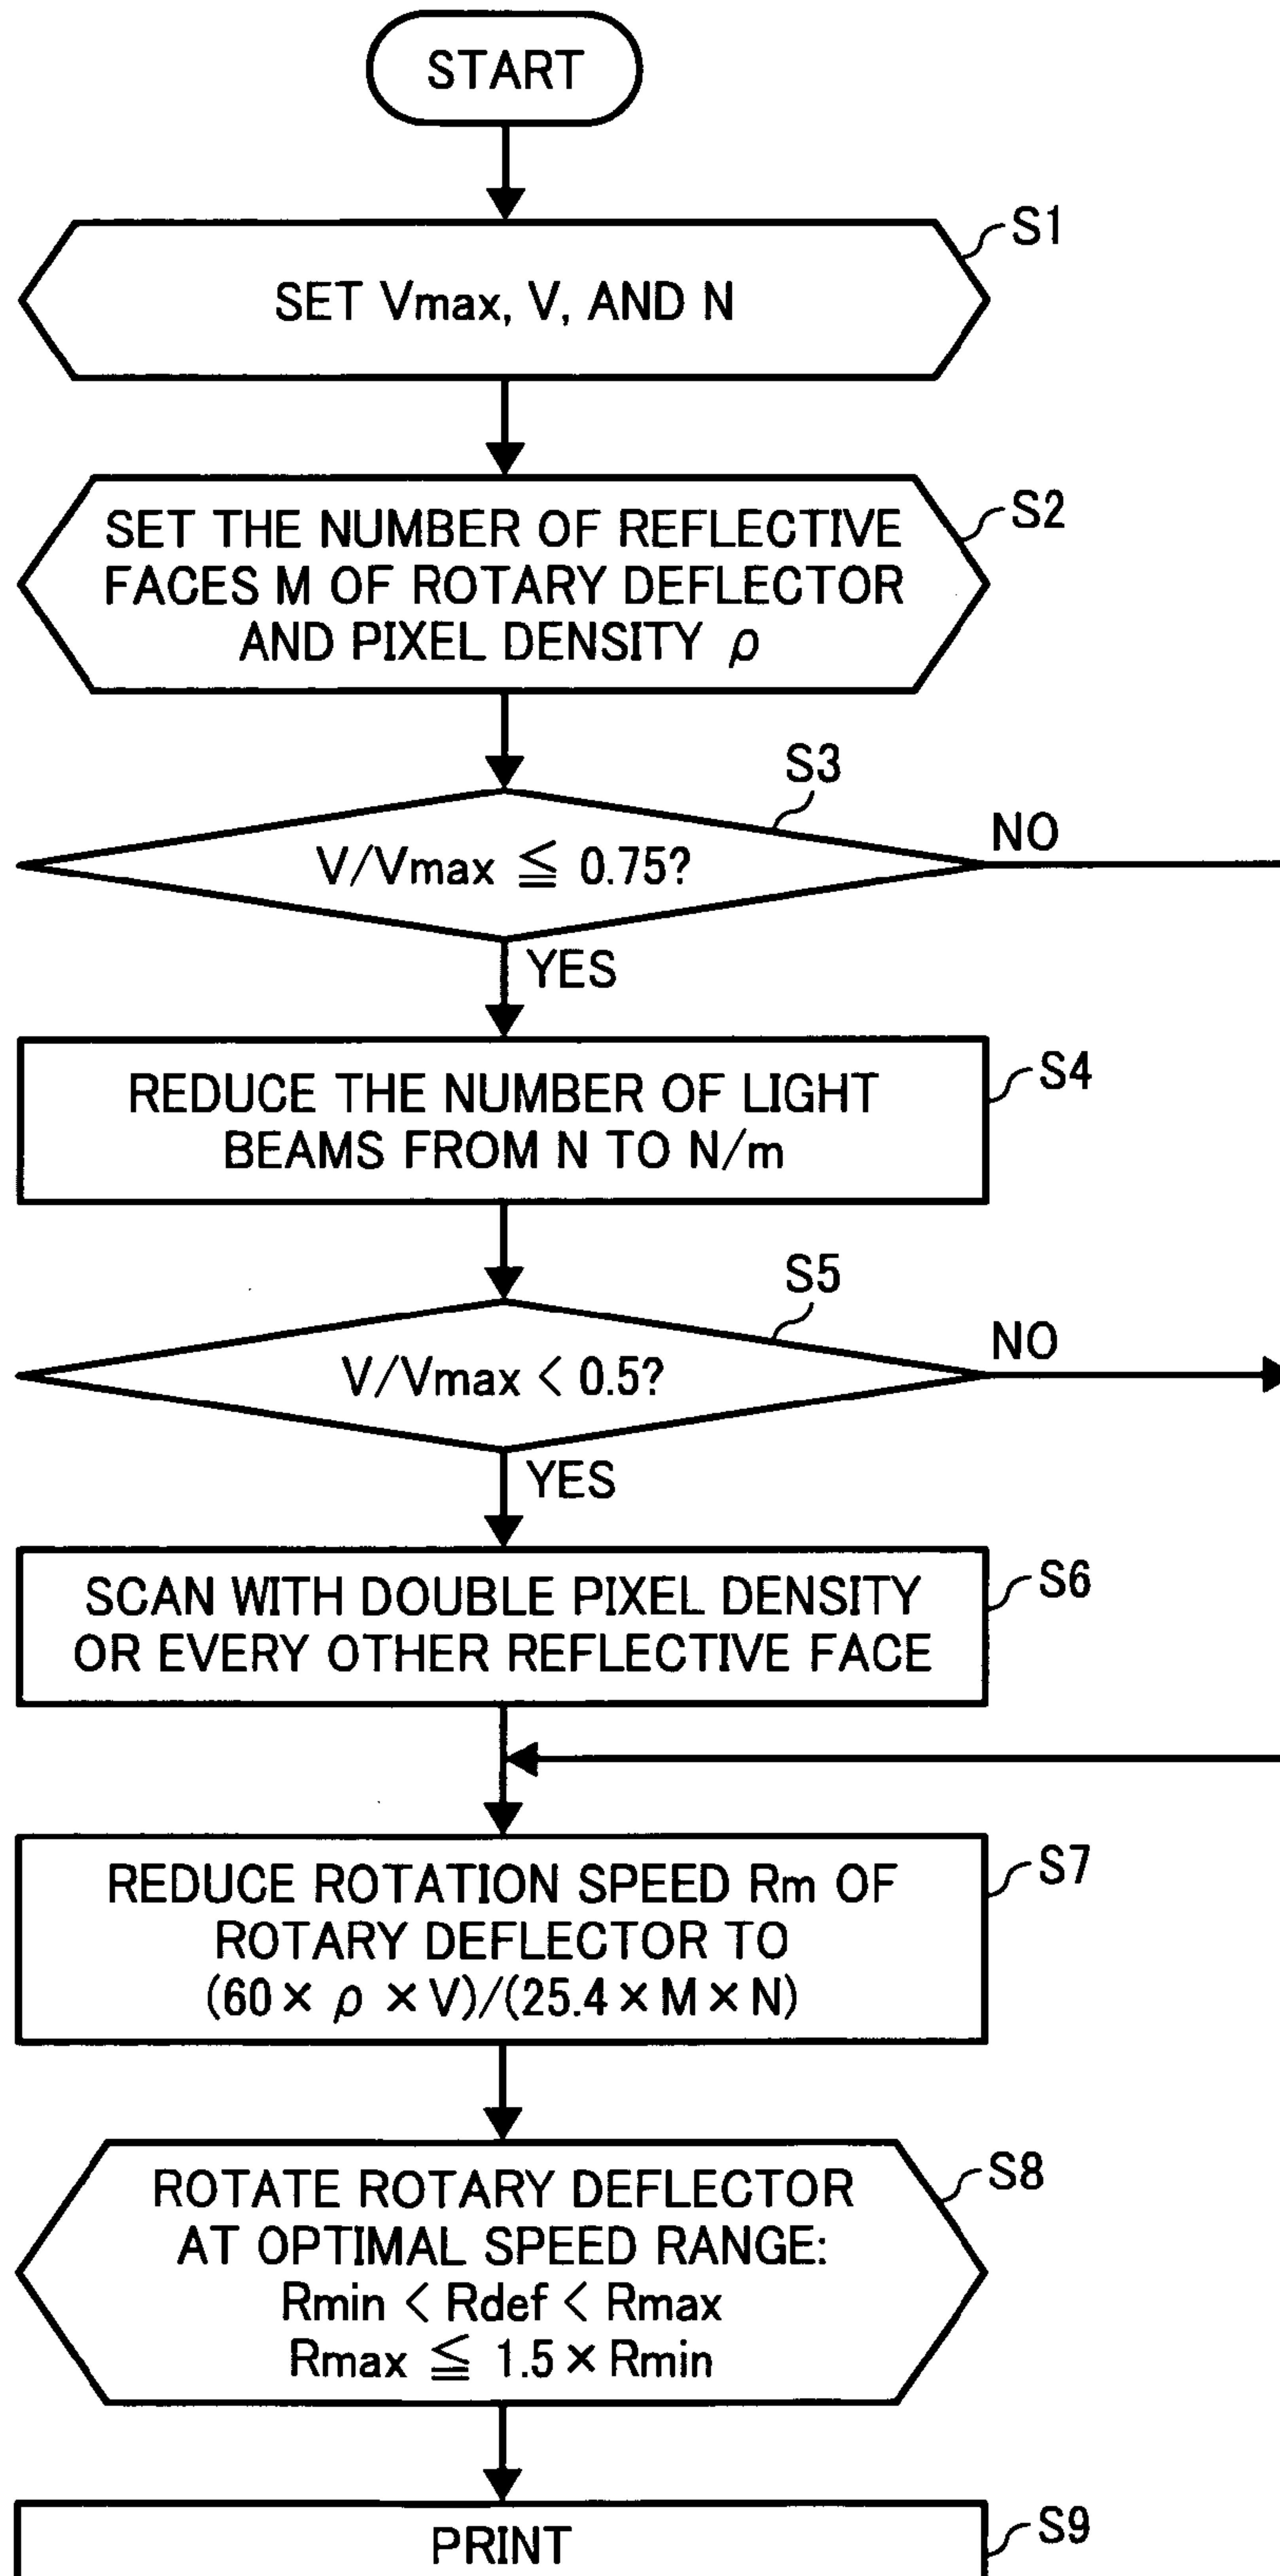 START
S1
SET Vmax, V, AND N
S2
SET THE NUMBER OF REFLECTIVE
FACES M OF ROTARY DEFLECTOR
AND PIXEL DENSITY ρ
S3
V/Vmax ≦ 0.75?
NO
YES
S4
REDUCE THE NUMBER OF LIGHT
BEAMS FROM N TO N/m
S5
V/Vmax < 0.5?
NO
YES
S6
SCAN WITH DOUBLE PIXEL DENSITY
OR EVERY OTHER REFLECTIVE FACE
S7
REDUCE ROTATION SPEED Rm OF
ROTARY DEFLECTOR TO
(60 × ρ × V)/(25.4 × M × N)
S8
ROTATE ROTARY DEFLECTOR
AT OPTIMAL SPEED RANGE:
Rmin < Rdef < Rmax
Rmax ≦ 1.5 × Rmin
S9
PRINT